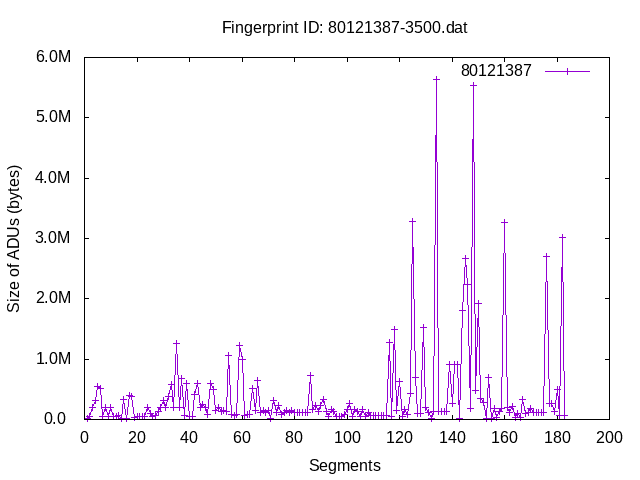 Fingerprint ID: 80121387-3500.dat
80121387
6.0M
5.0M
4.0M
3.0M
2.0M
1.0M
0.0
Size of ADUs (bytes)
0 20 40 60 80 100 120 140 160 180 200
Segments